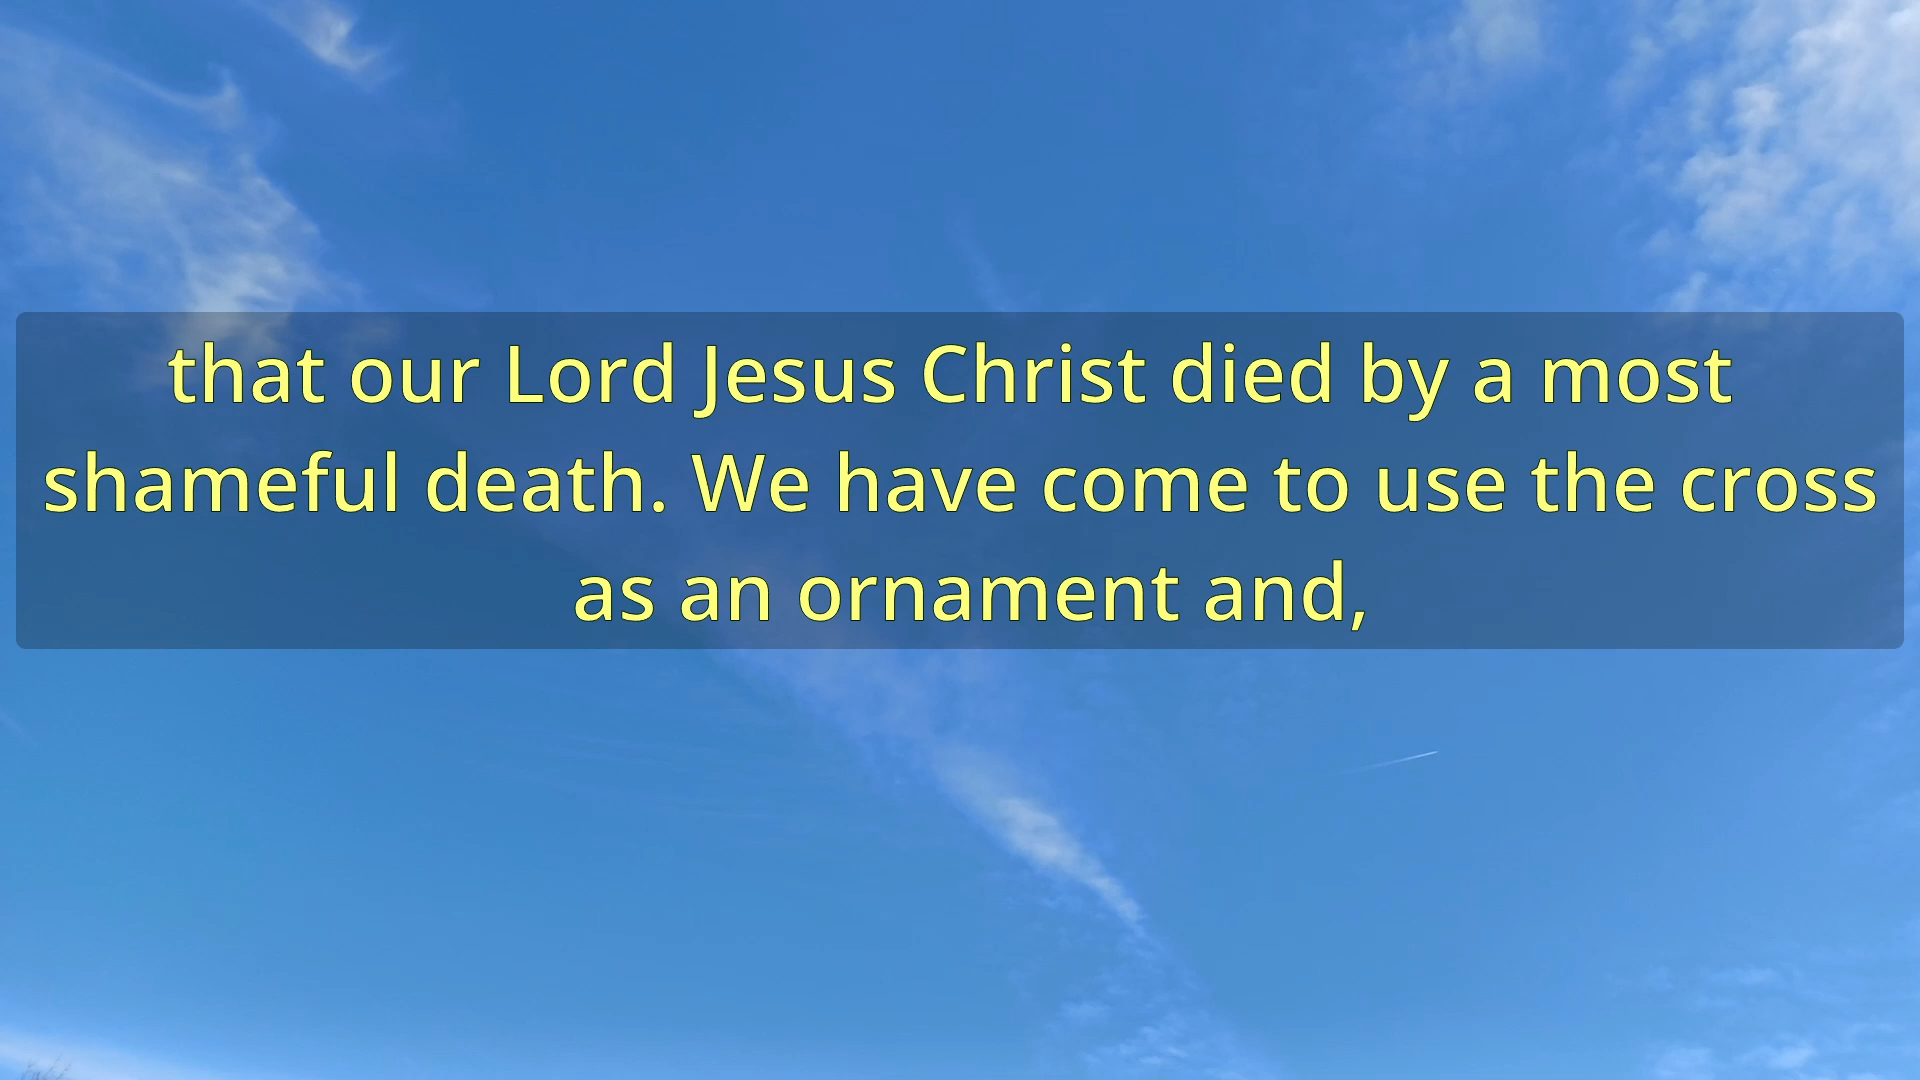 that our Lord Jesus Christ died by a most
shameful death. We have come to use the cross
as an ornament and,